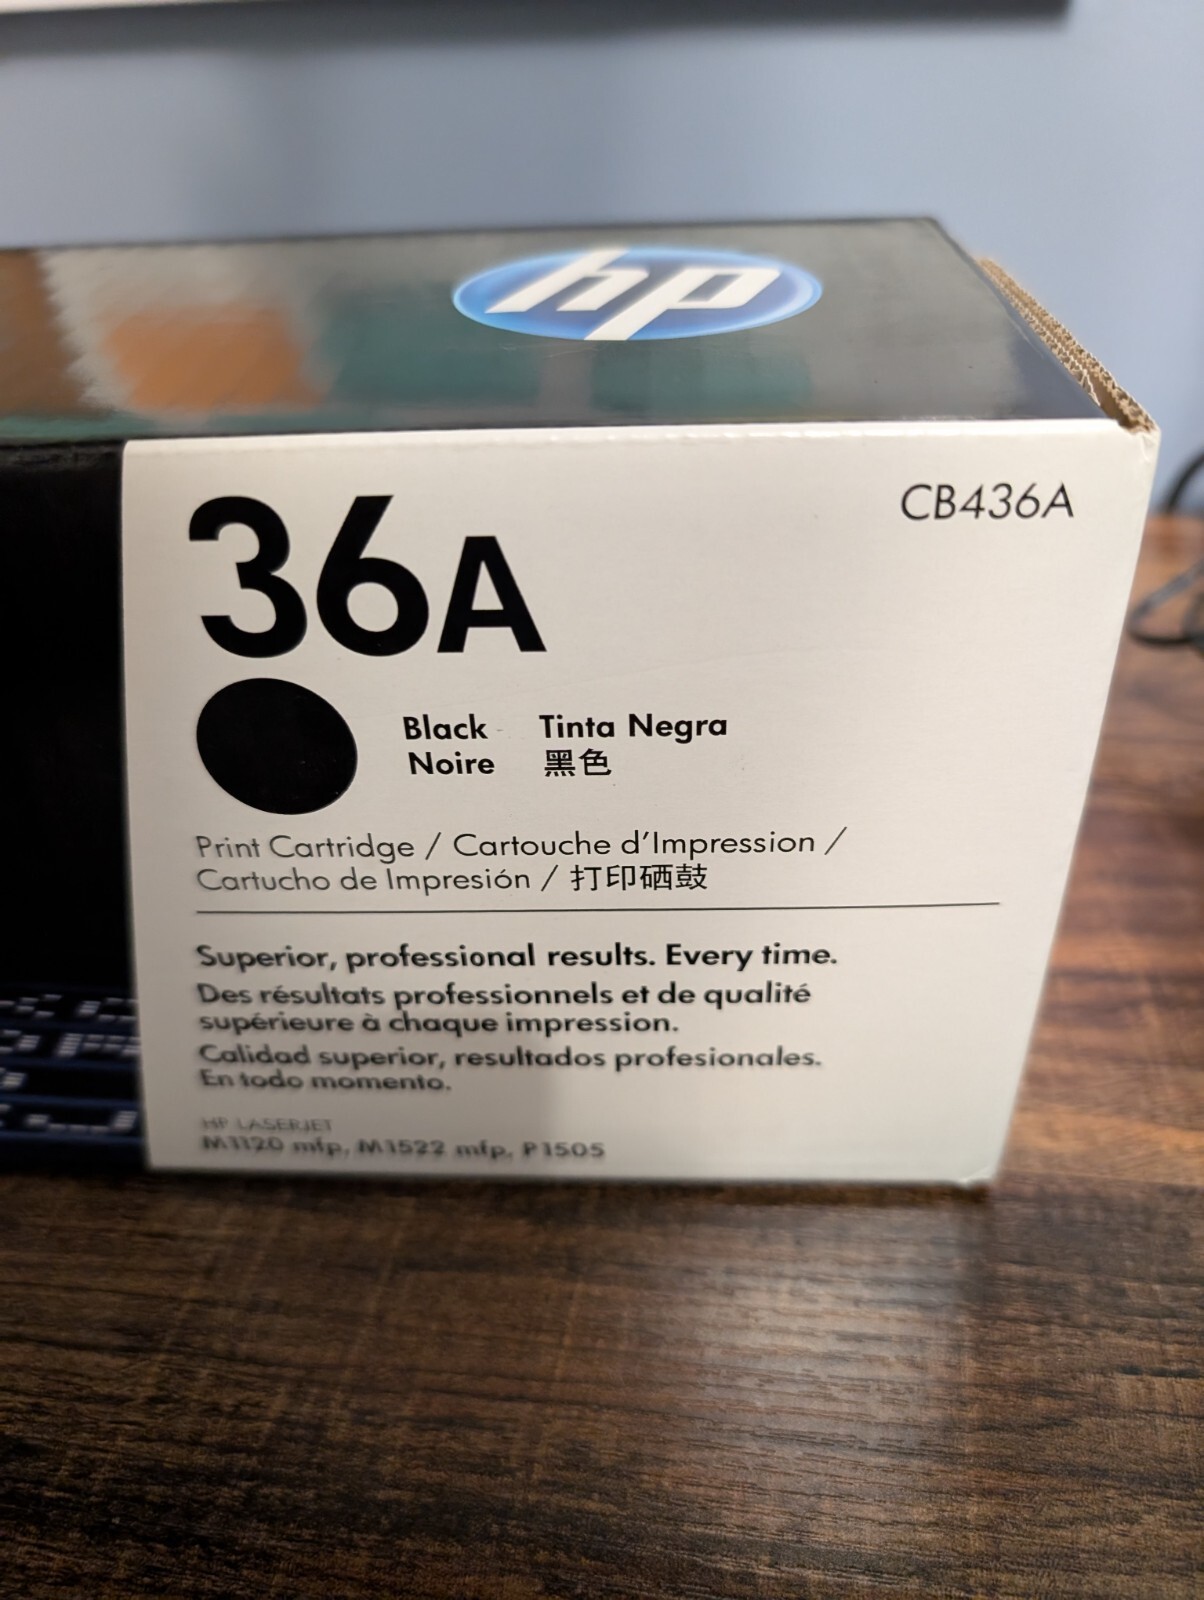 hp
36A
CB436A
Black Tinta Negra
Noire 黑色
Print Cartridge / Cartouche d'Impression /
Cartucho de Impresión / 打印硒鼓
Superior, professional results. Every time.
Des résultats professionnels et de qualité
supérieure à chaque impression.
Calidad superior, resultados profesionales.
En todo momento.
HP LASERJET
M1120 mfp, M1522 mfp, P1505